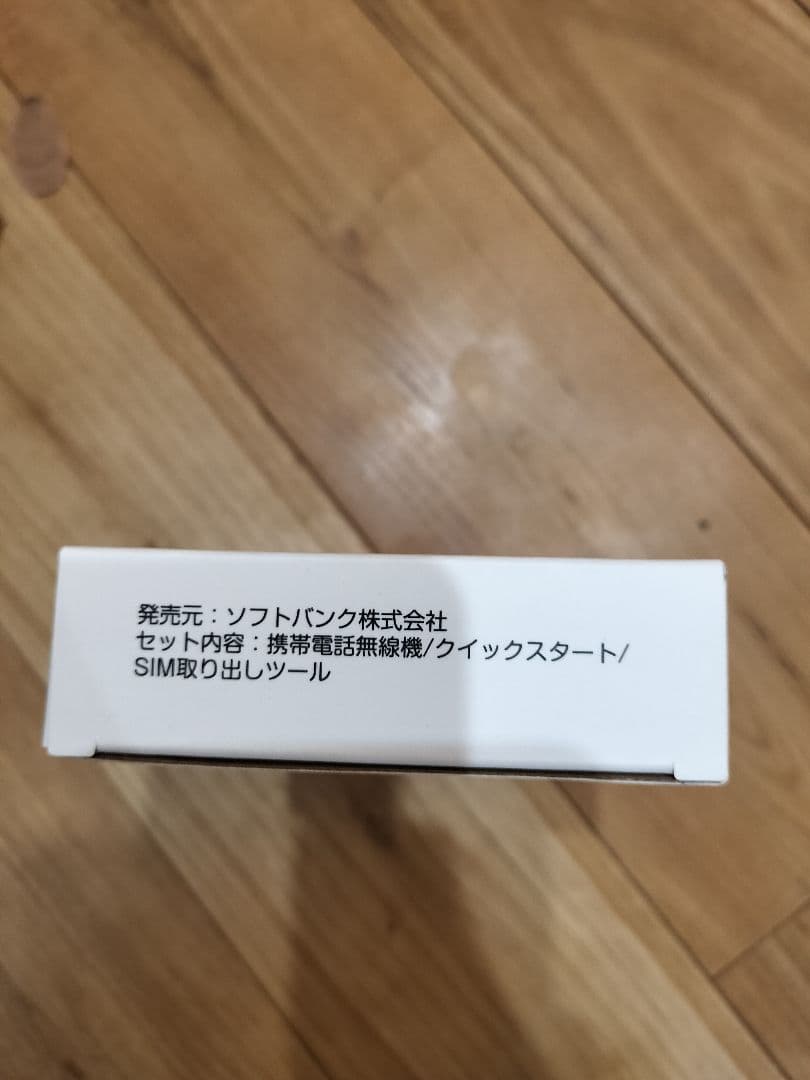 発売元：ソフトバンク株式会社
セット内容：携帯電話無線機/クイックスタート/
SIM取り出しツール